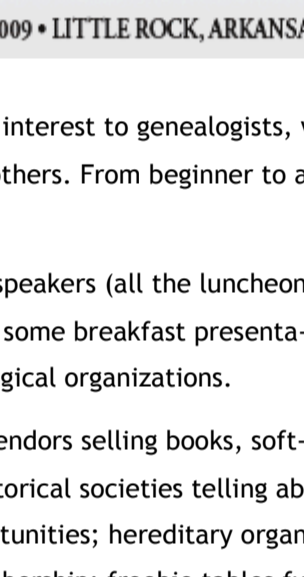 009 • LITTLE ROCK, ARKANSA
interest to genealogists,
thers. From beginner to a
speakers (all the luncheon
some breakfast presenta-
gical organizations.
endors selling books, soft-
torical societies telling ab
tunities; hereditary organ